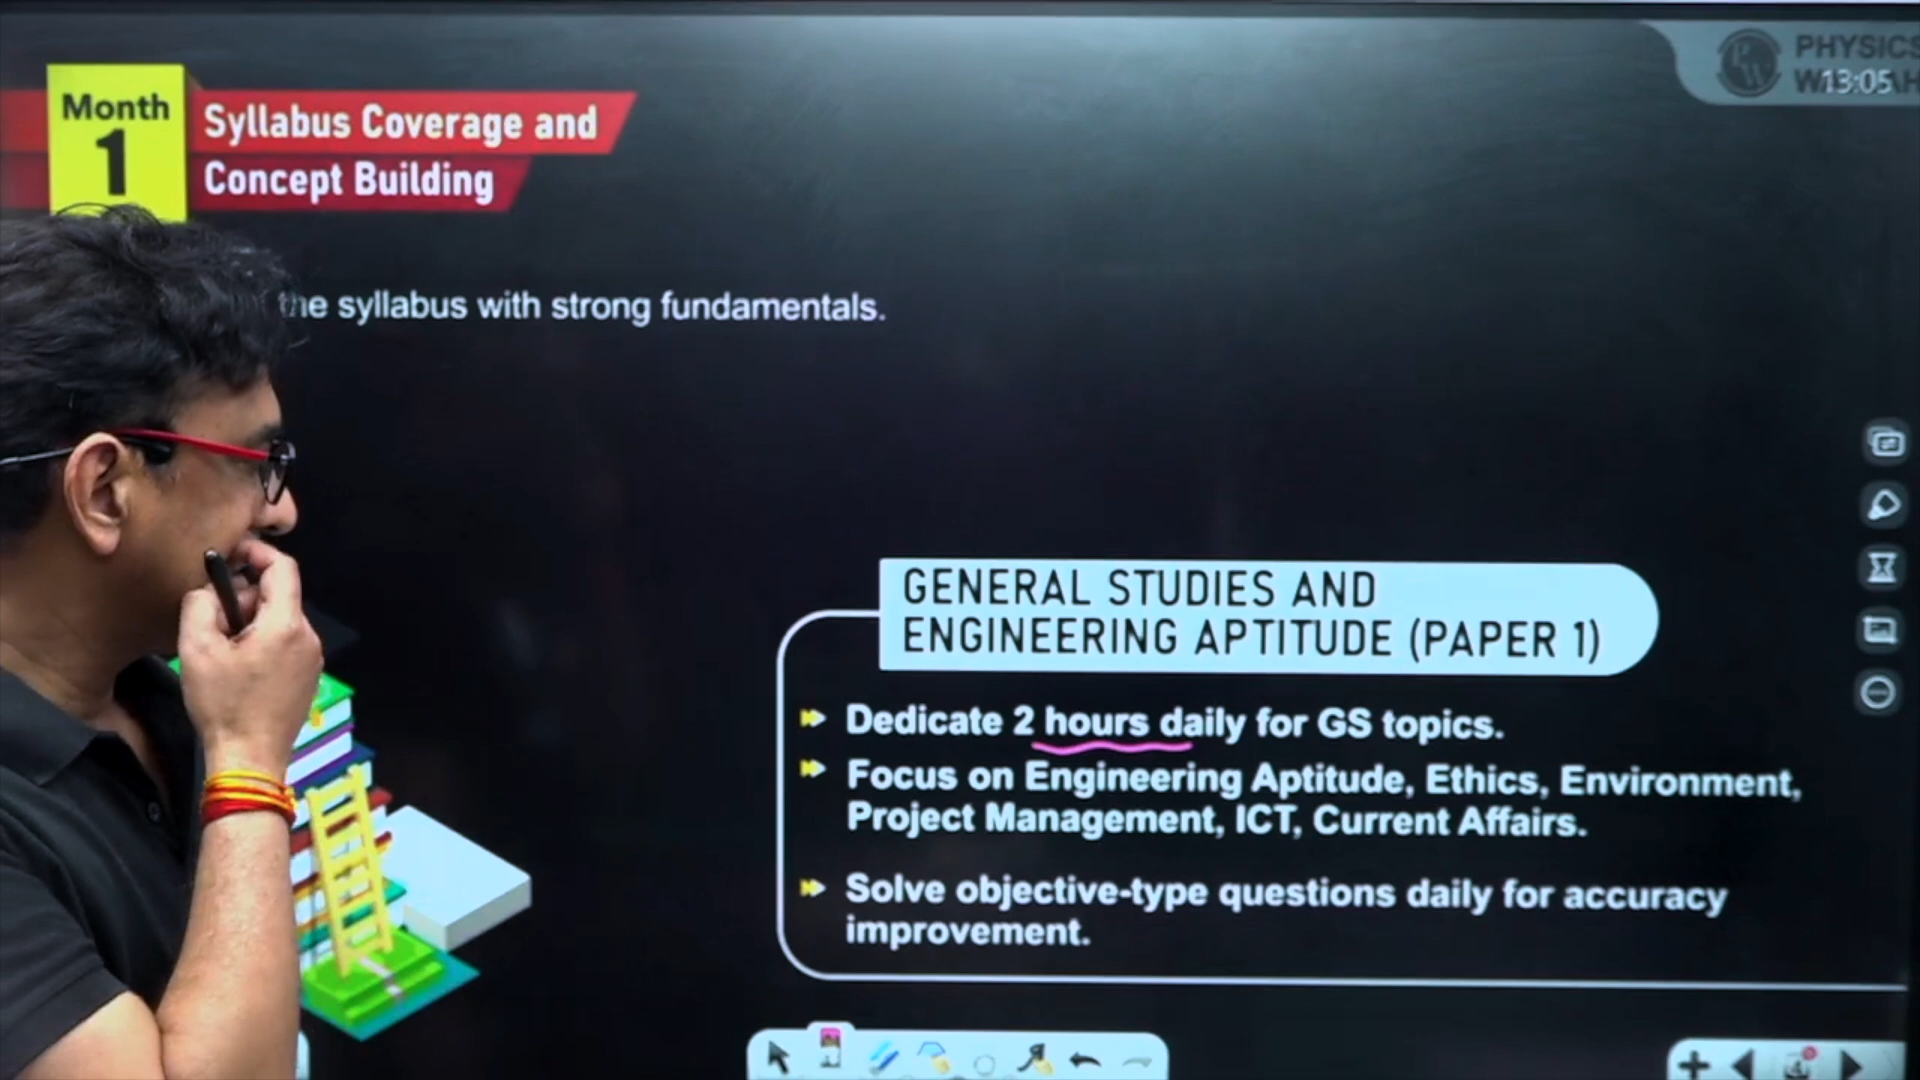 PHYSICS
13:05
Month
1
Syllabus Coverage and
Concept Building
the syllabus with strong fundamentals.
GENERAL STUDIES AND
ENGINEERING APTITUDE (PAPER 1)
Dedicate 2 hours daily for GS topics.
Focus on Engineering Aptitude, Ethics, Environment,
Project Management, ICT, Current Affairs.
Solve objective-type questions daily for accuracy
improvement.